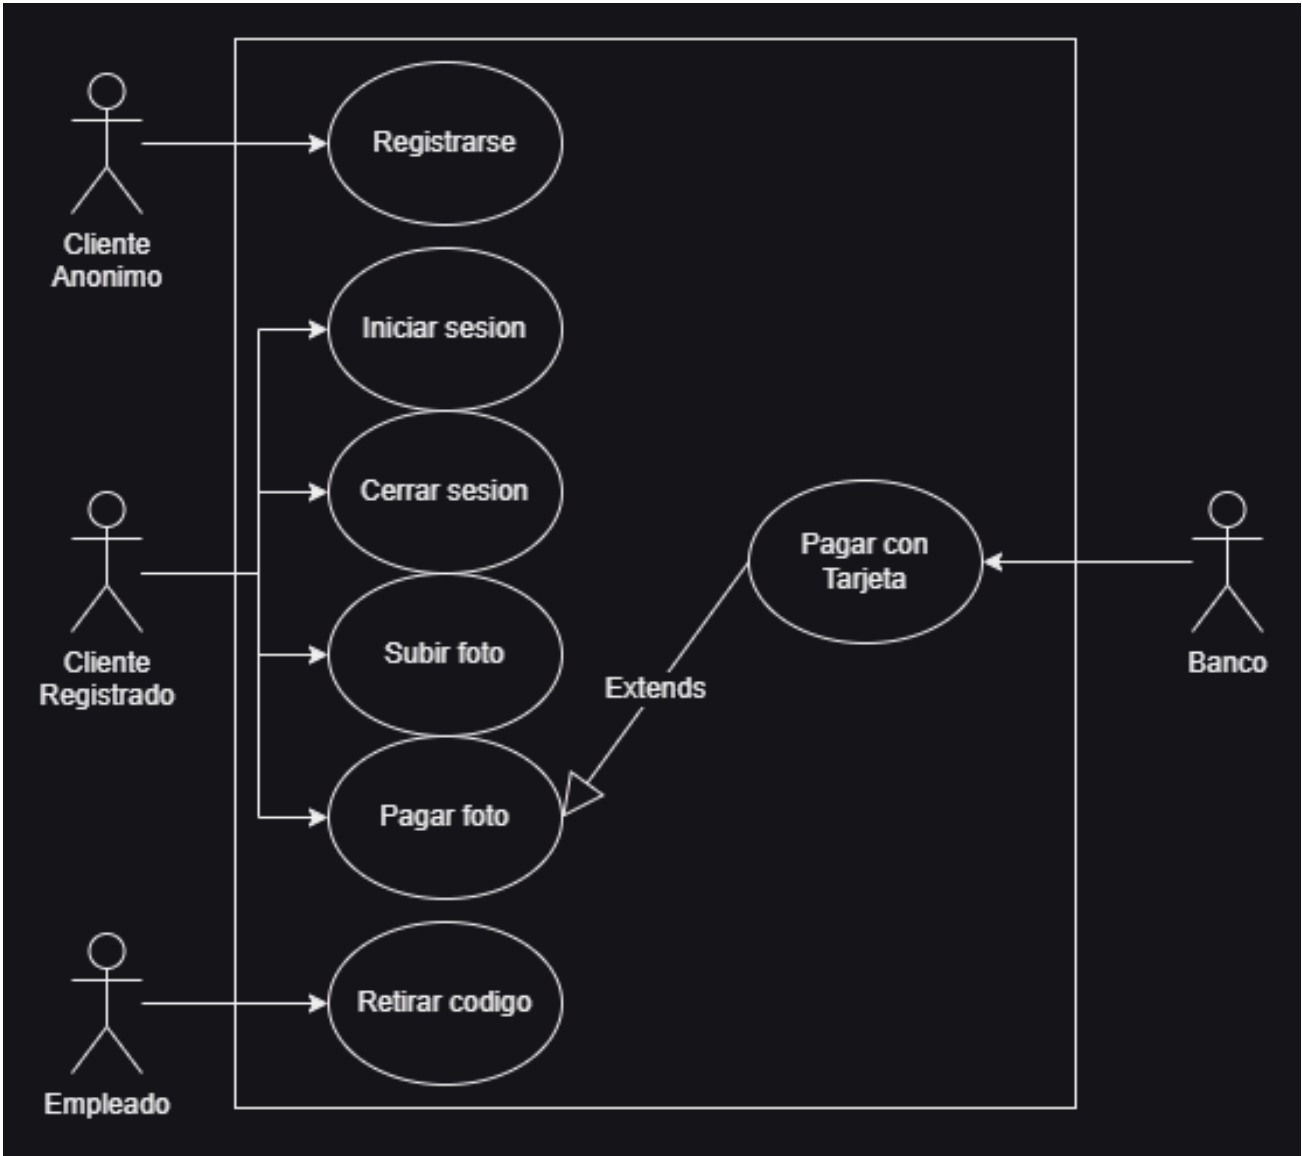 Registrarse
Cliente
Anonimo
Iniciar sesion
Cerrar sesion
Pagar con
Tarjeta
Subir foto
Cliente
Registrado
Banco
Extends
Pagar foto
Retirar codigo
Empleado